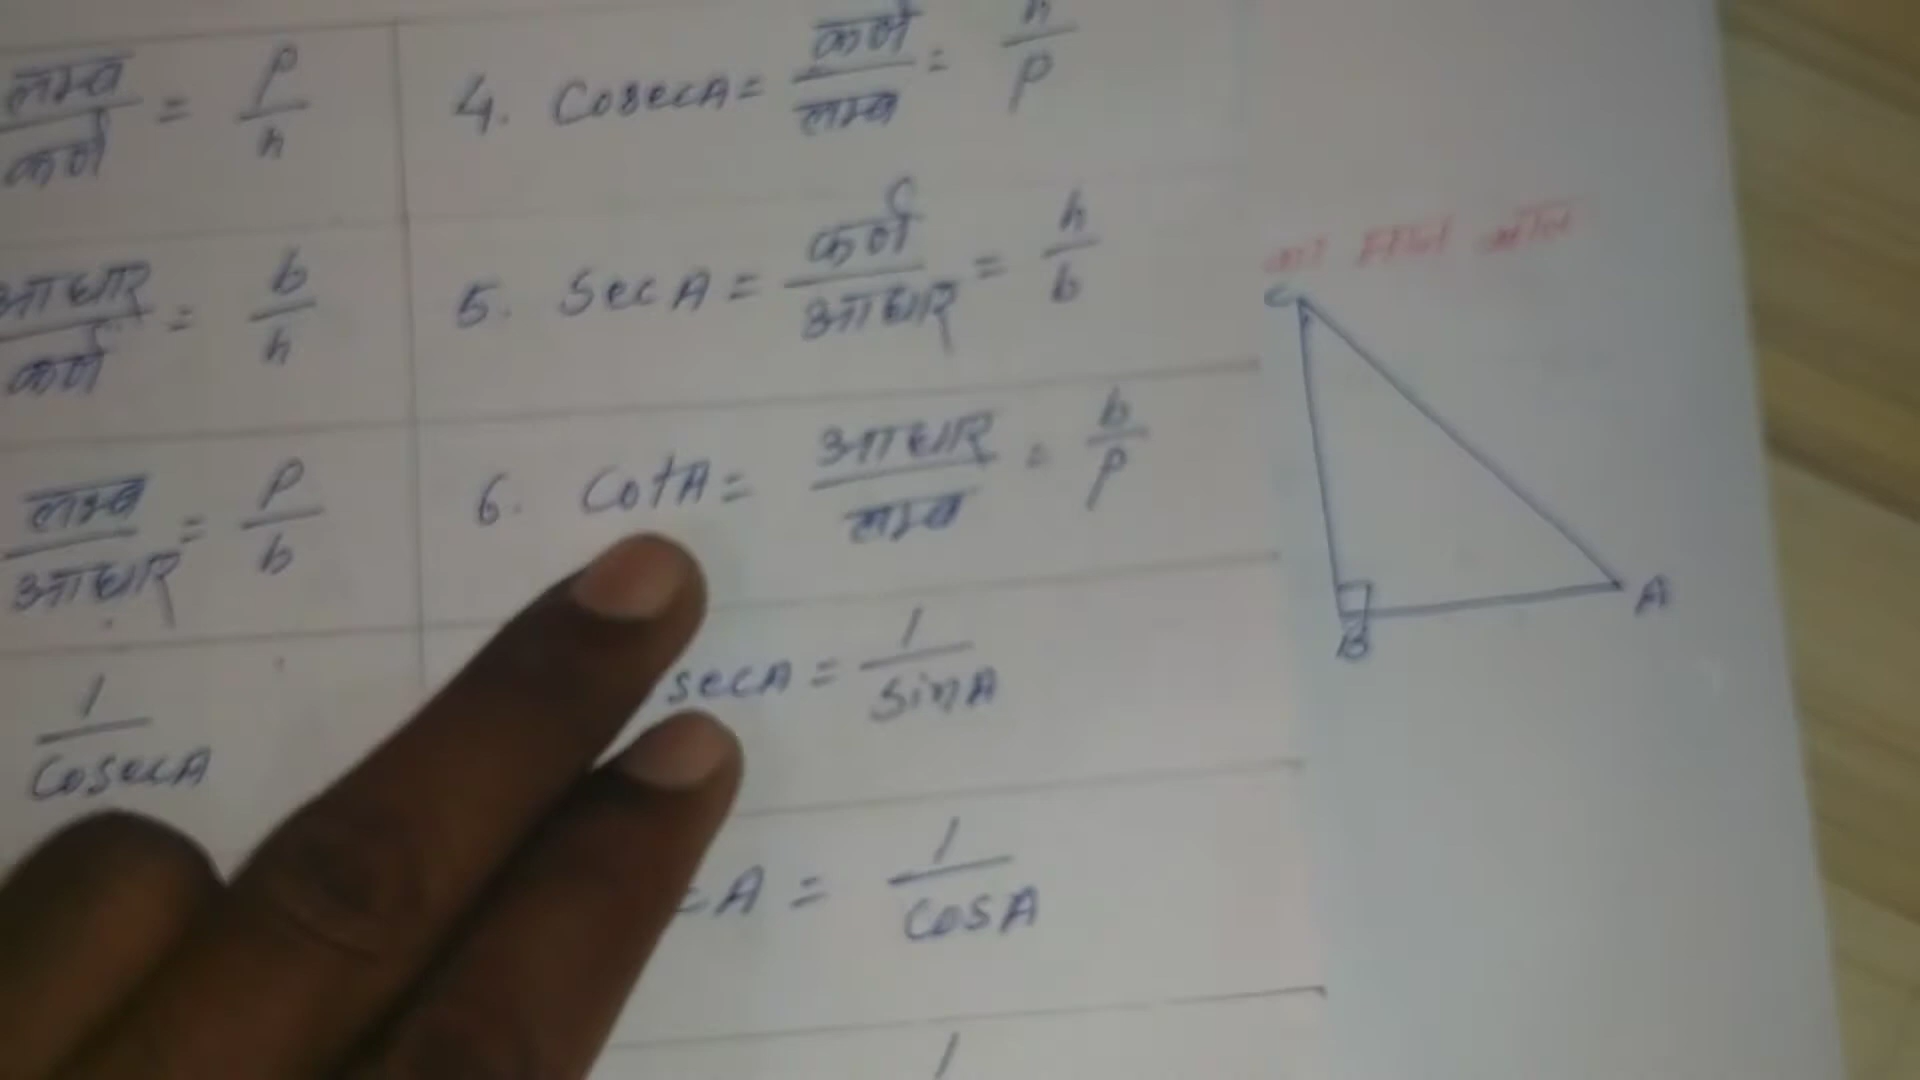 लम्ब/कर्ण = p/h
4. CosecA = कर्ण/लम्ब = h/p
आधार/कर्ण = b/h
5. SecA = कर्ण/आधार = h/b
लम्ब/आधार = p/b
6. CotA = आधार/लम्ब = b/p
1/CosecA
secA = 1/sinA
A = 1/cosA
1
C
B
A